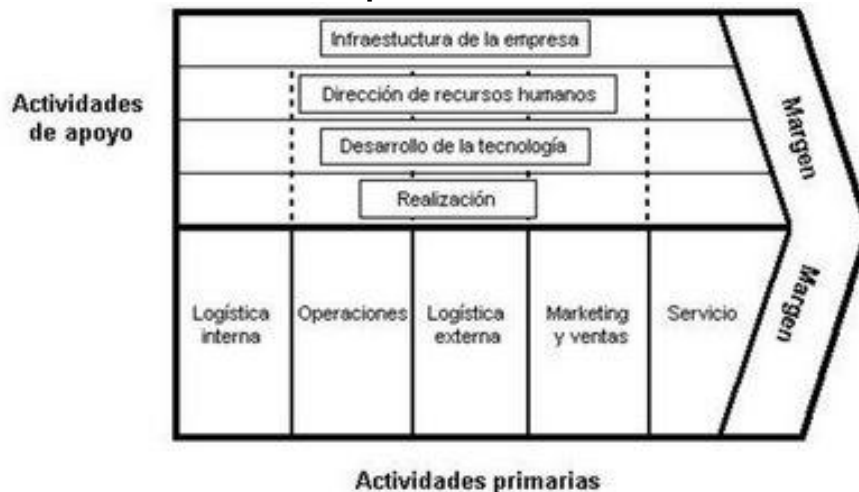 Infraestuctura de la empresa
Dirección de recursos humanos
Desarrollo de la tecnología
Realización
Actividades
de apoyo
Margen
Margen
Logística
interna
Operaciones
Logística
externa
Marketing
y ventas
Servicio
Actividades primarias